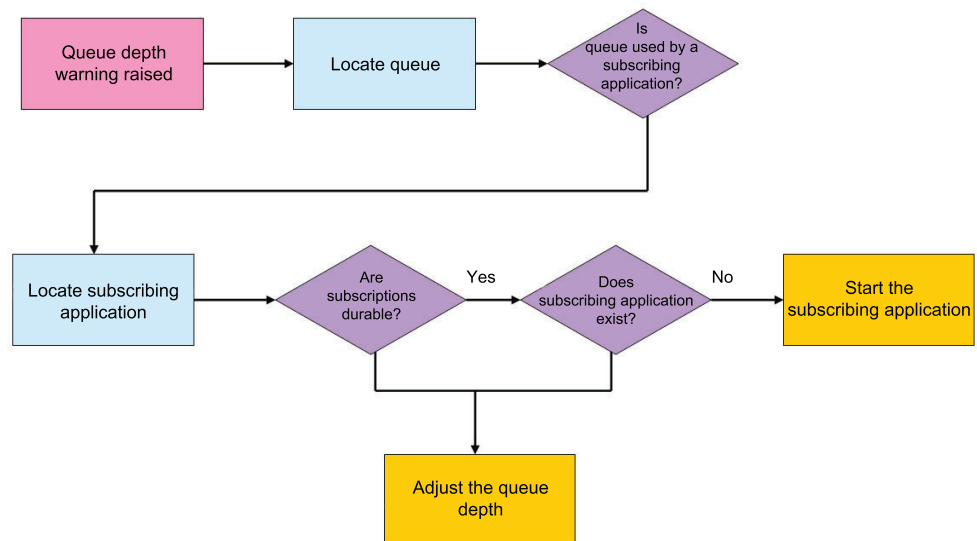 Queue depth
warning raised
Locate queue
Is
queue used by a
subscribing
application?
Locate subscribing
application
Are
subscriptions
durable?
Yes
Does
subscribing application
exist?
No
Start the
subscribing application
Adjust the queue
depth